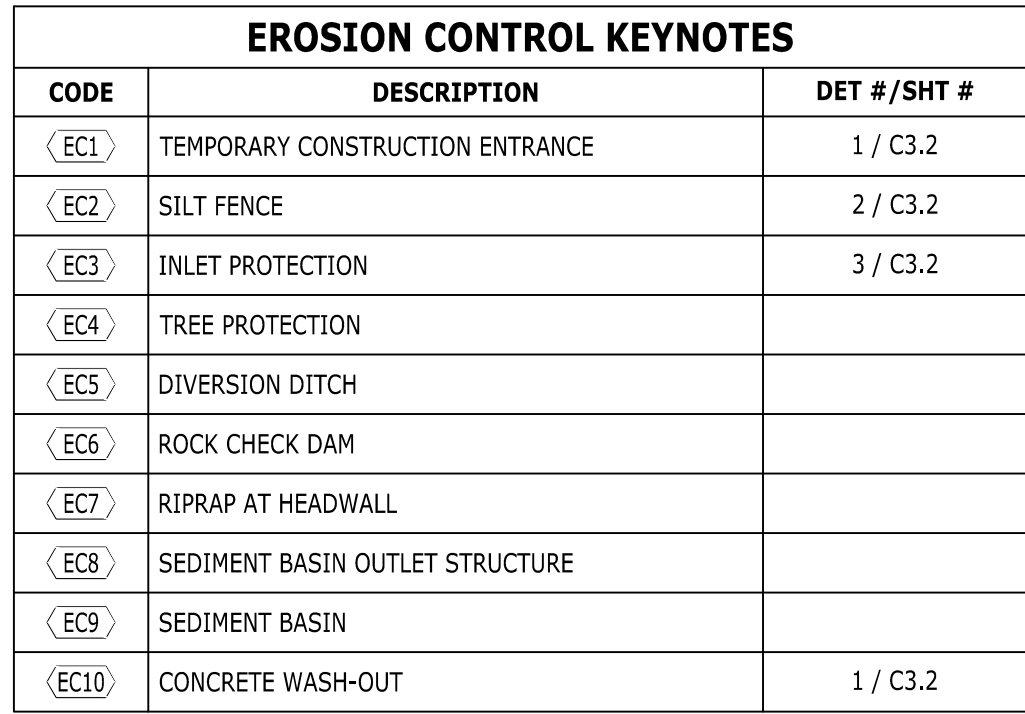 EROSION CONTROL KEYNOTES
CODE DESCRIPTION DET #/SHT #
EC1 TEMPORARY CONSTRUCTION ENTRANCE 1 / C3.2
EC2 SILT FENCE 2 / C3.2
EC3 INLET PROTECTION 3 / C3.2
EC4 TREE PROTECTION
EC5 DIVERSION DITCH
EC6 ROCK CHECK DAM
EC7 RIPRAP AT HEADWALL
EC8 SEDIMENT BASIN OUTLET STRUCTURE
EC9 SEDIMENT BASIN
EC10 CONCRETE WASH-OUT 1 / C3.2